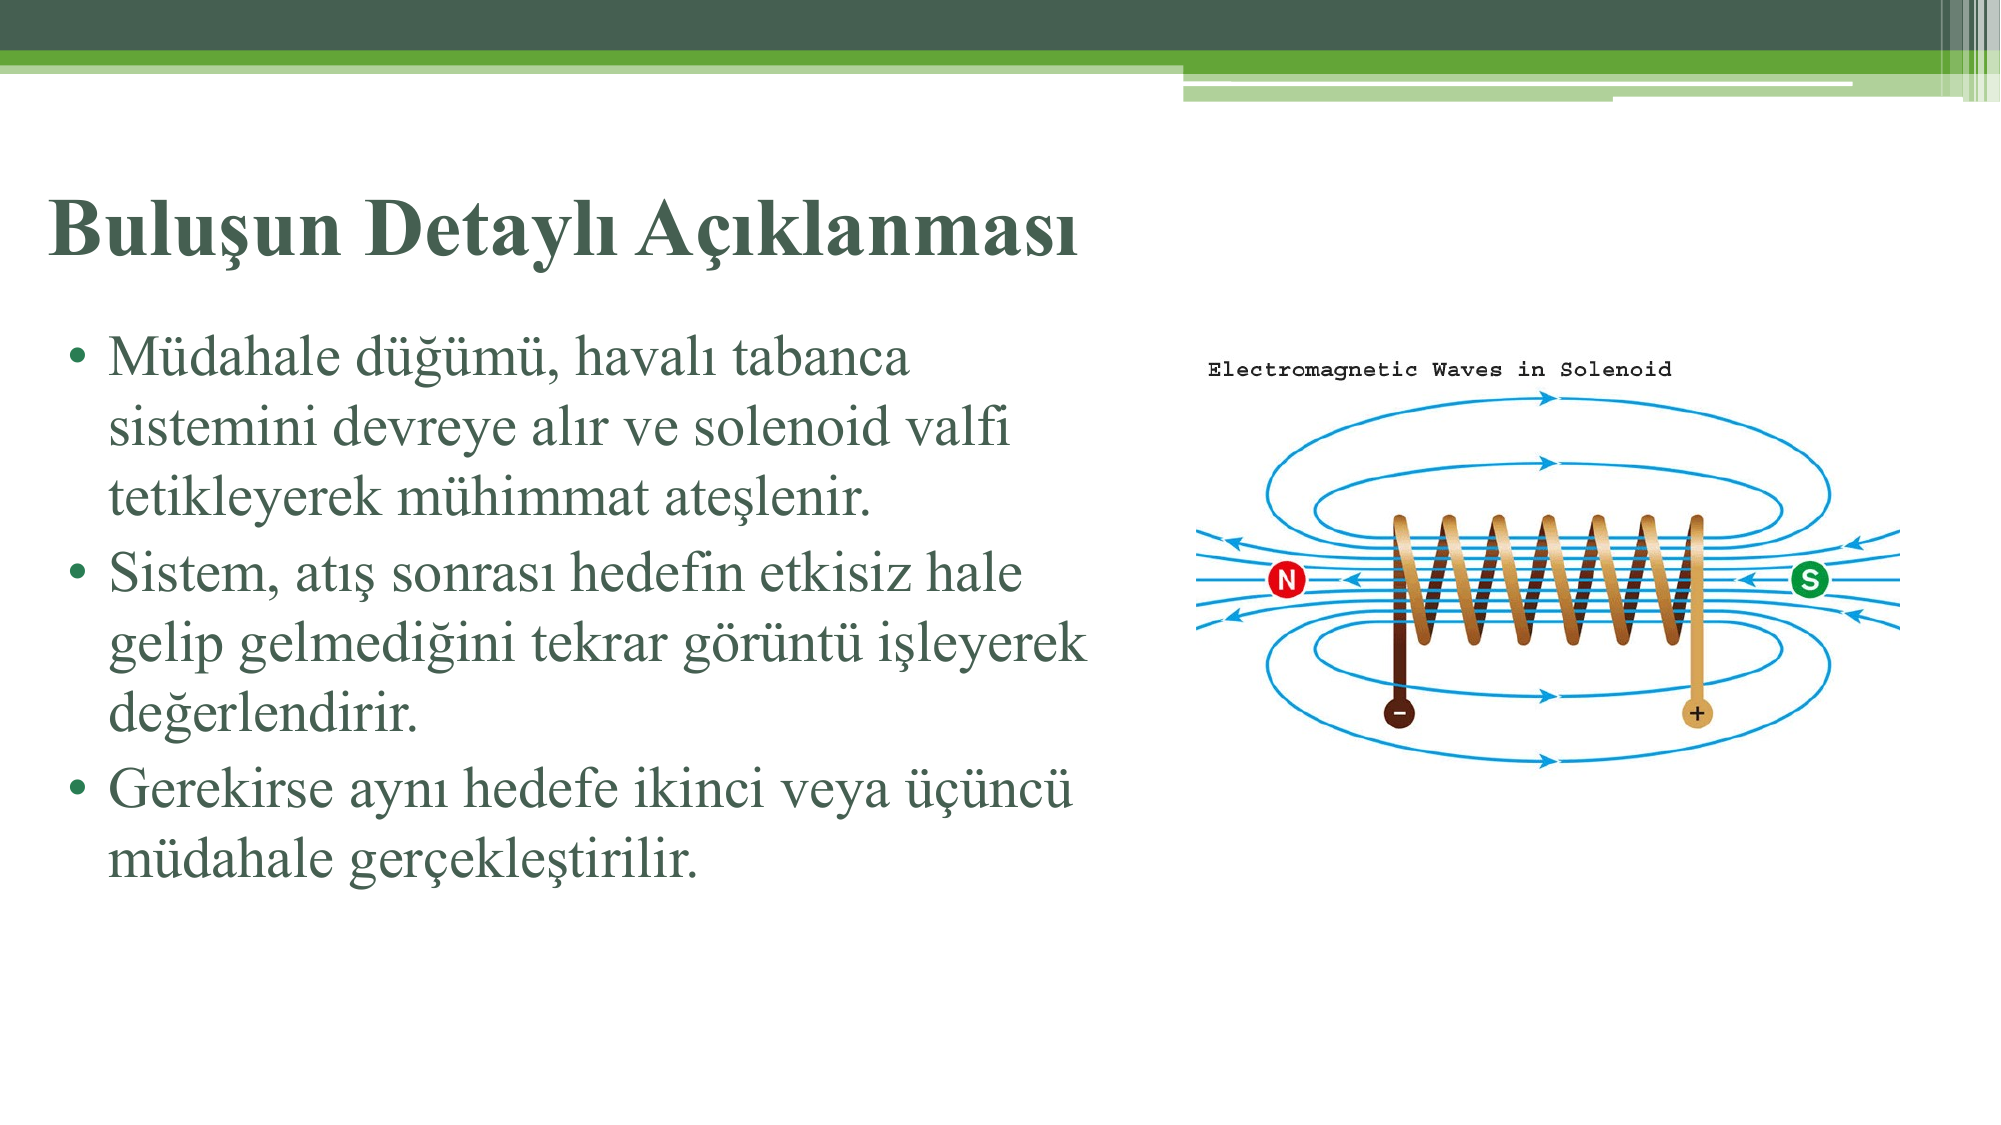 Buluşun Detaylı Açıklanması
• Müdahale düğümü, havalı tabanca
sistemini devreye alır ve solenoid valfi
tetikleyerek mühimmat ateşlenir.
• Sistem, atış sonrası hedefin etkisiz hale
gelip gelmediğini tekrar görüntü işleyerek
değerlendirir.
• Gerekirse aynı hedefe ikinci veya üçüncü
müdahale gerçekleştirilir.
Electromagnetic Waves in Solenoid
N
S
-
+